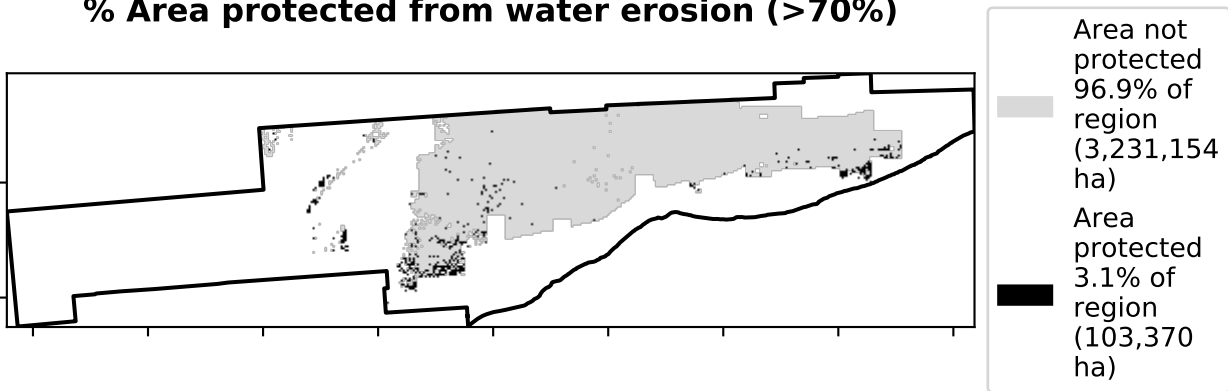 % Area protected from water erosion (>70%)
Area not
protected
96.9% of
region
(3,231,154
ha)
Area
protected
3.1% of
region
(103,370
ha)